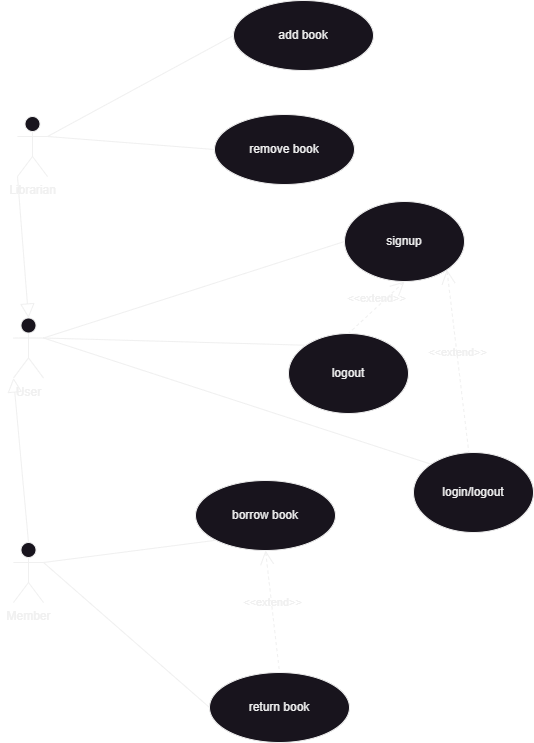 add book
remove book
Librarian
signup
<<extend>>
User
logout
<<extend>>
login/logout
borrow book
<<extend>>
Member
return book